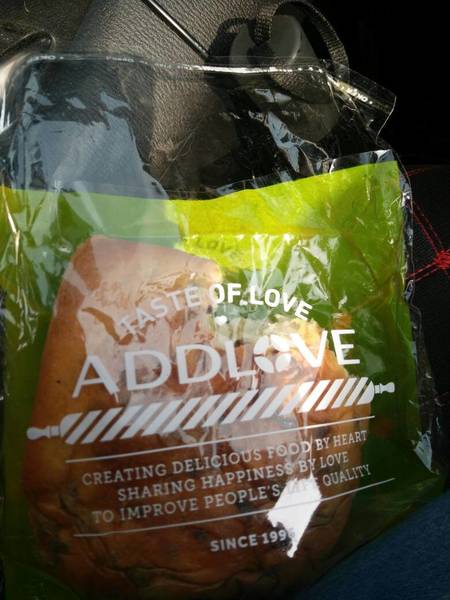 LOVE
TASTE OF LOVE
ADDLOVE
CREATING DELICIOUS FOOD BY HEART
SHARING HAPPINESS BY LOVE
TO IMPROVE PEOPLE'S QUALITY
SINCE 199